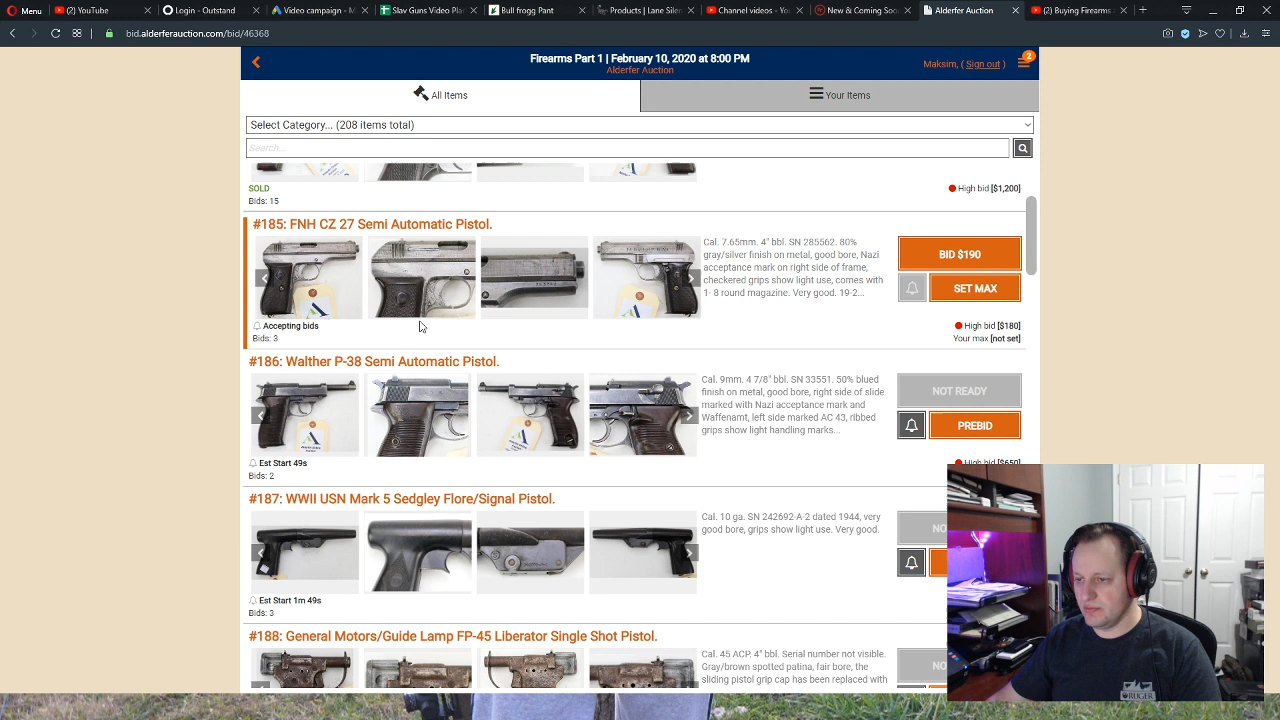 Menu
(2) YouTube
Login - Outstand
Video campaign - M
Slav Guns Video Plan
Bull frogg Pant
Products | Lane Silen
Channel videos - Yo
New & Coming Soo
Alderfer Auction
(2) Buying Firearms
bid.alderferauction.com/bid/46368
Firearms Part 1 | February 10, 2020 at 8:00 PM
Alderfer Auction
Maksim, ( Sign out )
2
All Items
Your Items
Select Category... (208 items total)
Search...
SOLD
Bids: 15
High bid [$1,200]
#185: FNH CZ 27 Semi Automatic Pistol.
Cal. 7.65mm. 4" bbl. SN 285562. 80%
gray/silver finish on metal, good bore, Nazi
acceptance mark on right side of frame,
checkered grips show light use, comes with
1- 8 round magazine. Very good. 19-2...
BID $190
SET MAX
Accepting bids
Bids: 3
High bid [$180]
Your max [not set]
#186: Walther P-38 Semi Automatic Pistol.
Cal. 9mm. 4 7/8" bbl. SN 33551. 50% blued
finish on metal, good bore, right side of slide
marked with Nazi acceptance mark and
Waffenamt, left side marked AC 43, ribbed
grips show light handling marks...
NOT READY
PREBID
Est Start 49s
Bids: 2
High bid [$650]
#187: WWII USN Mark 5 Sedgley Flore/Signal Pistol.
Cal. 10 ga. SN 242692-A-2 dated 1944, very
good bore, grips show light use. Very good.
NO
Est Start 1m 49s
Bids: 3
#188: General Motors/Guide Lamp FP-45 Liberator Single Shot Pistol.
Cal. 45 ACP. 4" bbl. Serial number not visible.
Gray/brown spotted patina, fair bore, the
sliding pistol grip cap has been replaced with
NO
RUGER